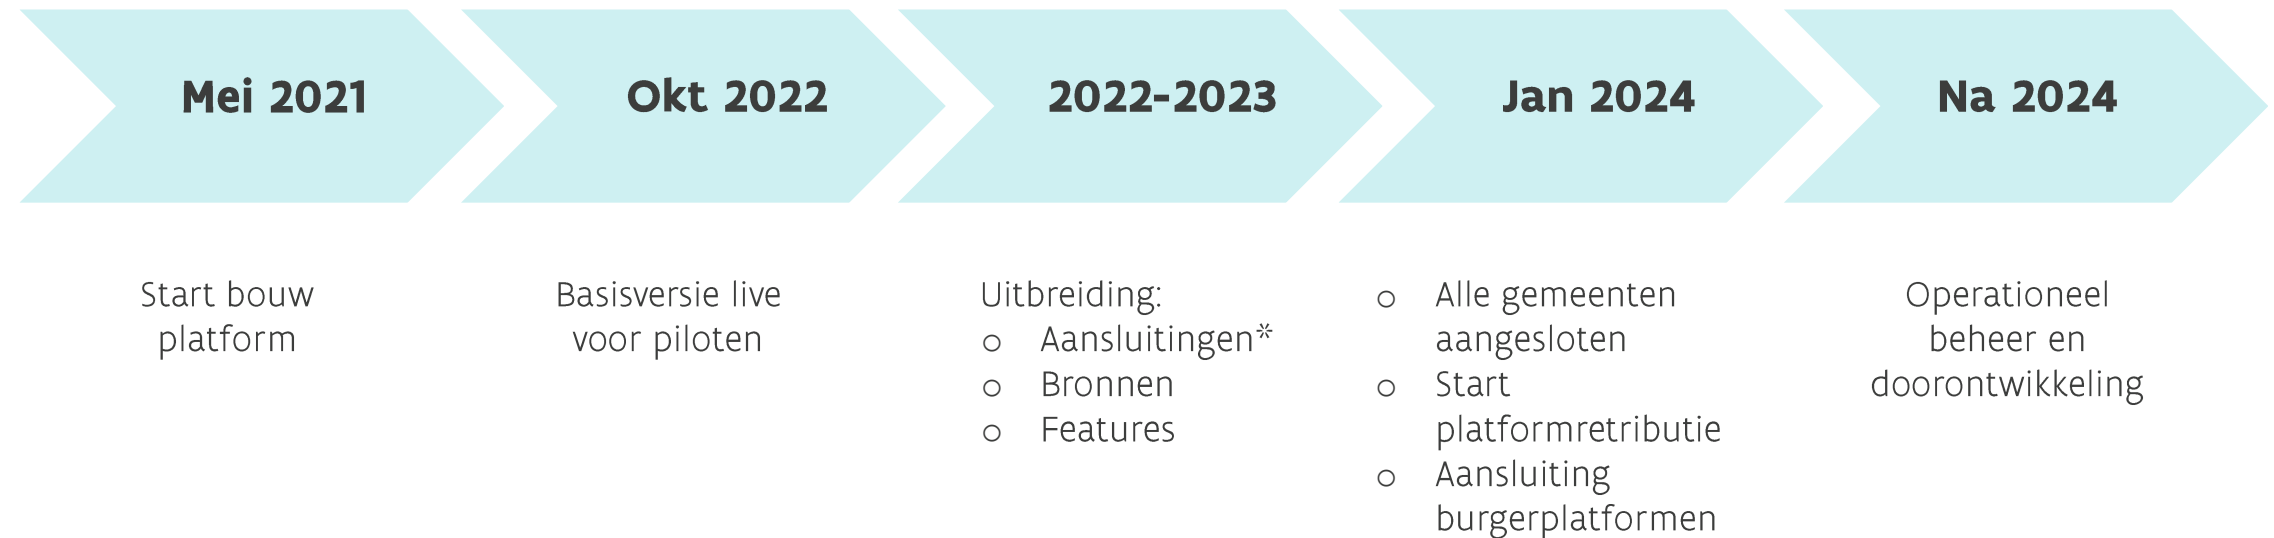 Mei 2021
Okt 2022
2022-2023
Jan 2024
Na 2024
Start bouw
platform
Basisversie live
voor piloten
Uitbreiding:
o Aansluitingen*
o Bronnen
o Features
o Alle gemeenten
aangesloten
o Start
platformretributie
o Aansluiting
burgerplatformen
Operationeel
beheer en
doorontwikkeling